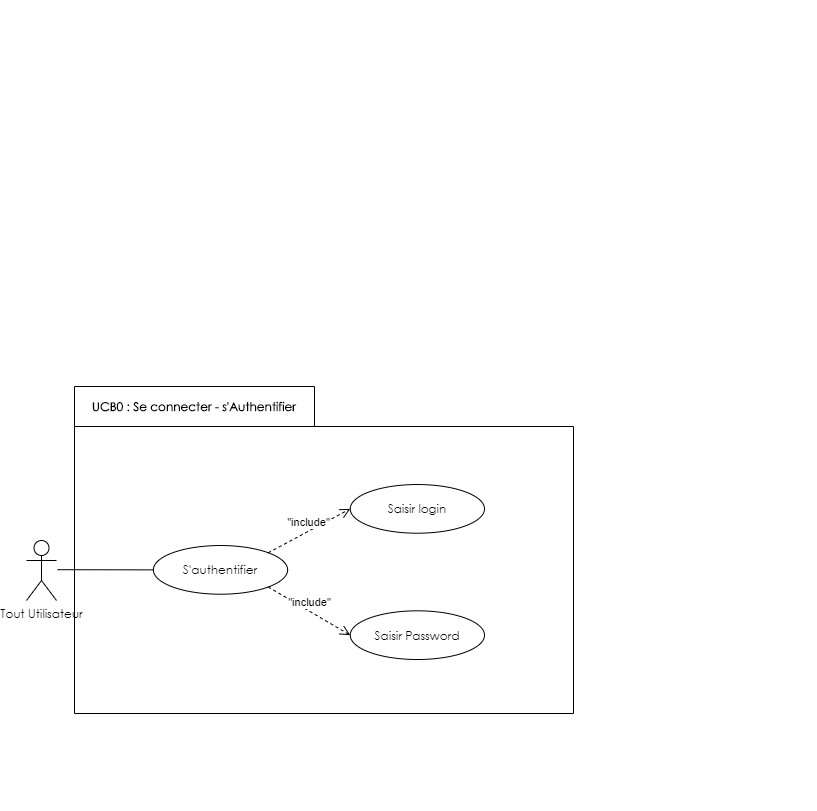 UCB0 : Se connecter - s'Authentifier
Saisir login
"include"
S'authentifier
"include"
Tout Utilisateur
Saisir Password